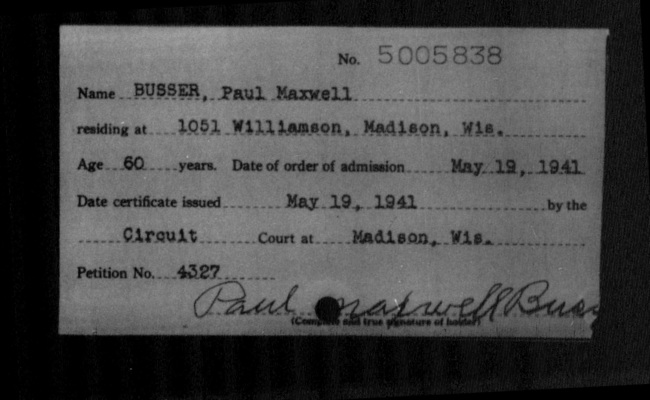 No. 5005838
Name BUSSER, Paul Maxwell
residing at 1051 Williamson, Madison, Wis.
Age 60 years. Date of order of admission May 19, 1941
Date certificate issued May 19, 1941 by the
Circuit Court at Madison, Wis.
Petition No. 4327
Paul Maxwell
(Complete and true signature of holder)